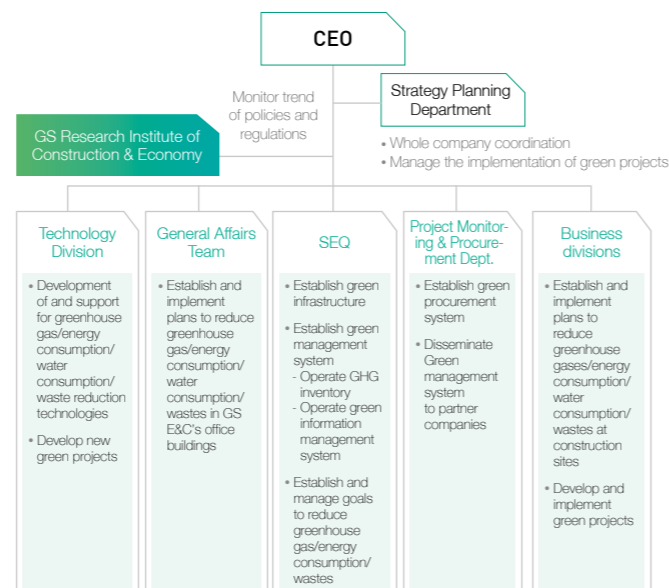 CEO
Strategy Planning
Department
Monitor trend
of policies and
regulations
GS Research Institute of
Construction & Economy
• Whole company coordination
• Manage the implementation of green projects
Technology
Division
• Development
of and support
for greenhouse
gas/energy
consumption/
water
consumption/
waste reduction
technologies
• Develop new
green projects
General Affairs
Team
• Establish and
implement
plans to reduce
greenhouse
gas/energy
consumption/
water
consumption/
wastes in GS
E&C's office
buildings
SEQ
• Establish green
infrastructure
• Establish green
management
system
- Operate GHG
inventory
- Operate green
information
management
system
• Establish and
manage goals
to reduce
greenhouse
gas/energy
consumption/
wastes
Project Monitor-
ing & Procure-
ment Dept.
• Establish green
procurement
system
• Disseminate
Green
management
system
to partner
companies
Business
divisions
• Establish and
implement
plans to
reduce
greenhouse
gases/energy
consumption/
water
consumption/
wastes at
construction
sites
• Develop and
implement
green projects